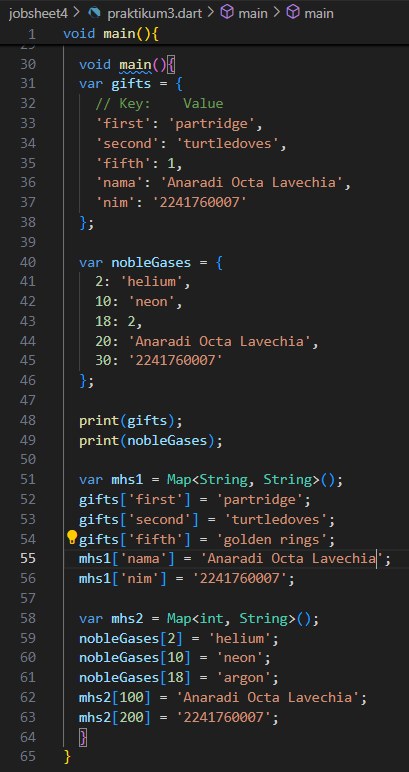 jobsheet4 > praktikum3.dart > main > main
1 void main(){
30 void main(){
31 var gifts = {
32 // Key:    Value
33 'first': 'partridge',
34 'second': 'turtledoves',
35 'fifth': 1,
36 'nama': 'Anaradi Octa Lavechia',
37 'nim': '2241760007'
38 };
39
40 var nobleGases = {
41 2: 'helium',
42 10: 'neon',
43 18: 2,
44 20: 'Anaradi Octa Lavechia',
45 30: '2241760007'
46 };
47
48 print(gifts);
49 print(nobleGases);
50
51 var mhs1 = Map<String, String>();
52 gifts['first'] = 'partridge';
53 gifts['second'] = 'turtledoves';
54 gifts['fifth'] = 'golden rings';
55 mhs1['nama'] = 'Anaradi Octa Lavechia';
56 mhs1['nim'] = '2241760007';
57
58 var mhs2 = Map<int, String>();
59 nobleGases[2] = 'helium';
60 nobleGases[10] = 'neon';
61 nobleGases[18] = 'argon';
62 mhs2[100] = 'Anaradi Octa Lavechia';
63 mhs2[200] = '2241760007';
64 }
65 }